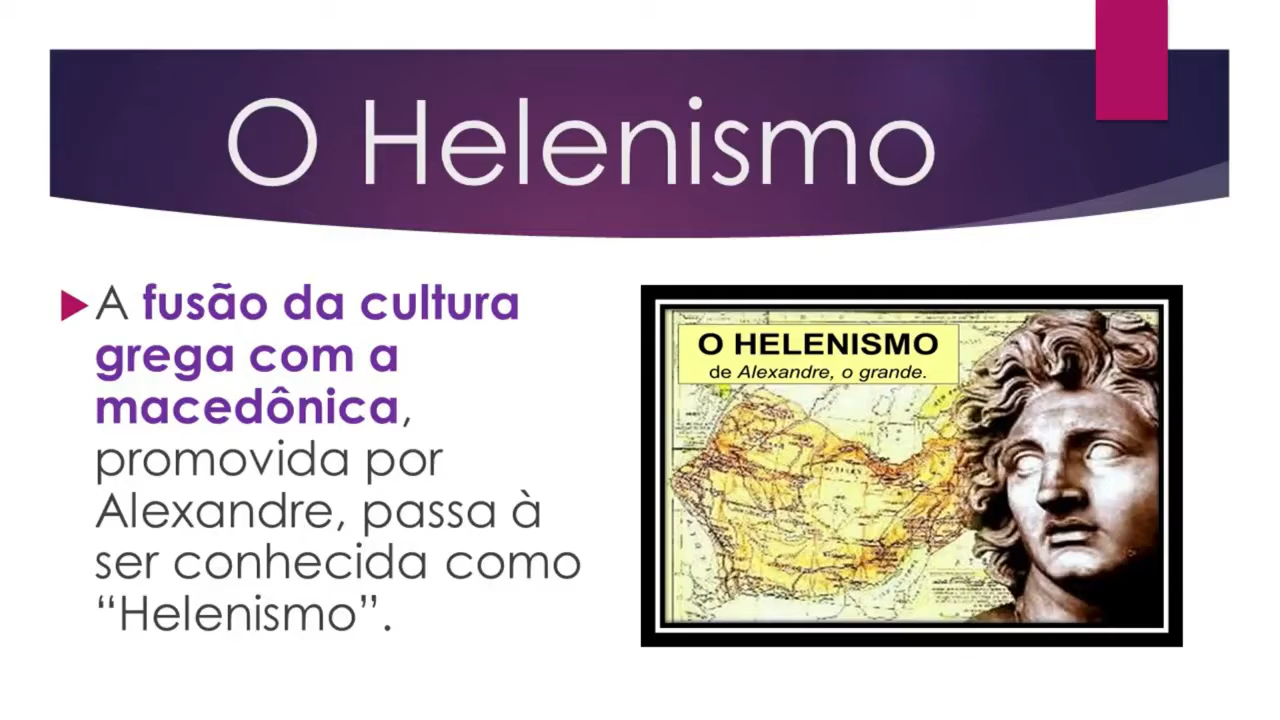 O Helenismo
A fusão da cultura
grega com a
macedônica,
promovida por
Alexandre, passa à
ser conhecida como
“Helenismo”.
O HELENISMO
de Alexandre, o grande.